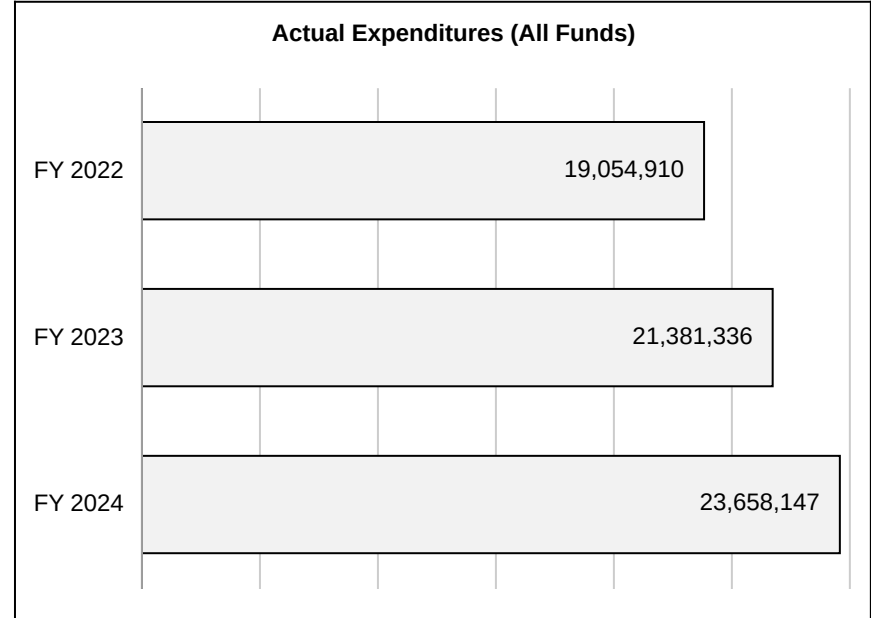 Actual Expenditures (All Funds)
FY 2022
19,054,910
FY 2023
21,381,336
FY 2024
23,658,147